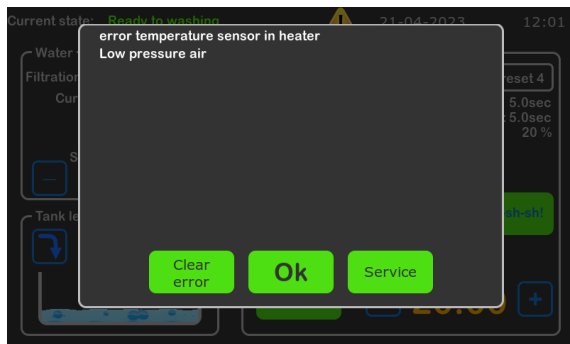 Current state: Ready to washing 21-04-2023 12:01
error temperature sensor in heater
Low pressure air
Water
Filtration
reset 4
Cur
5.0sec
5.0sec
20 %
S
Tank le
sh-sh!
Clear
error
Ok
Service